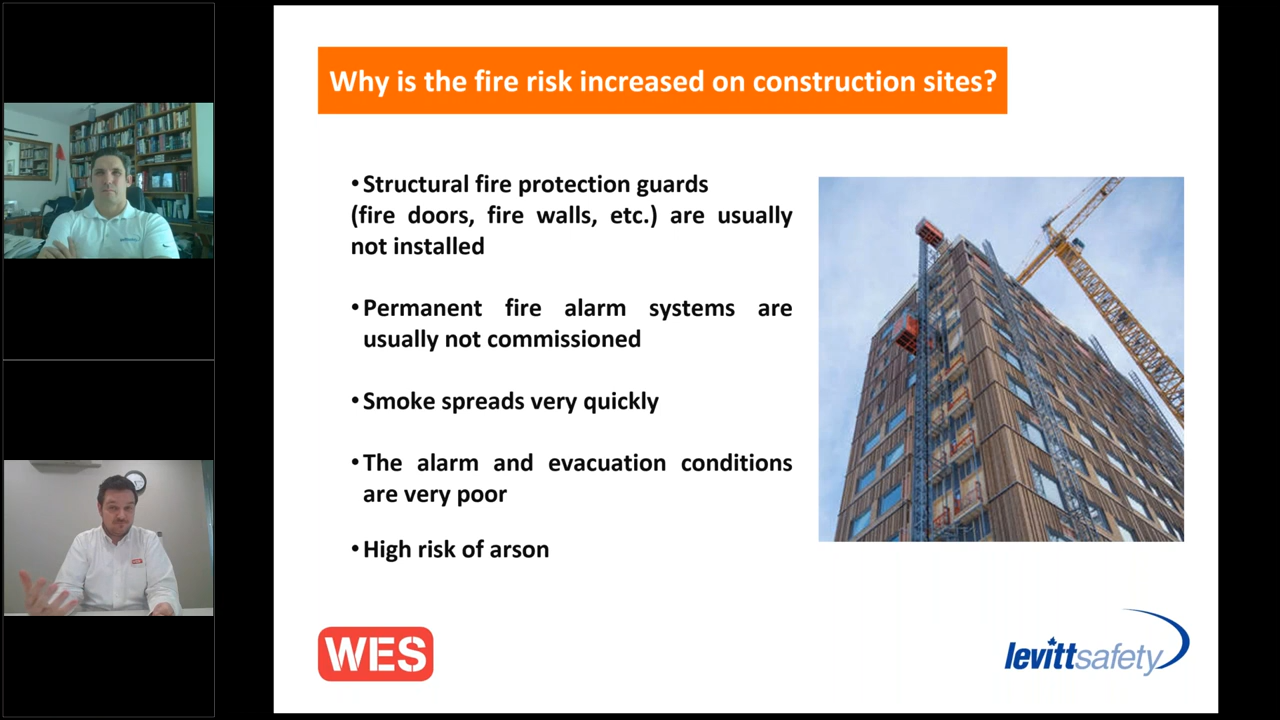 Why is the fire risk increased on construction sites?
•Structural fire protection guards
(fire doors, fire walls, etc.) are usually
not installed
•Permanent fire alarm systems are
usually not commissioned
•Smoke spreads very quickly
•The alarm and evacuation conditions
are very poor
•High risk of arson
WES
levittsafety